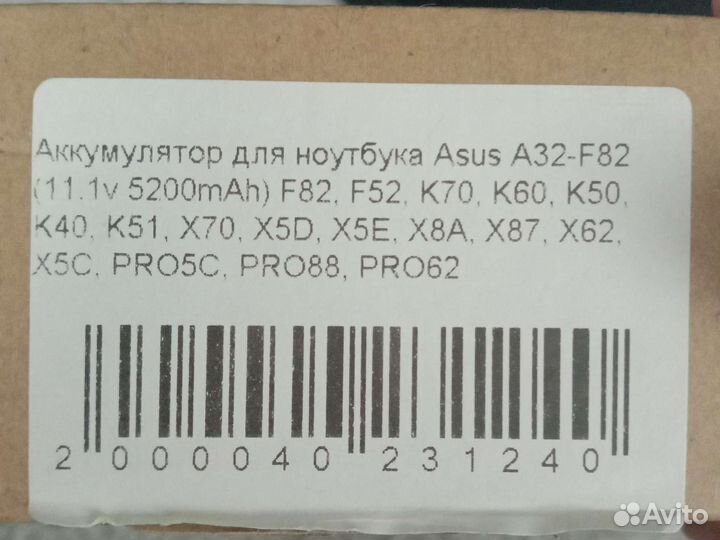 Аккумулятор для ноутбука Asus A32-F82
(11.1v 5200mAh) F82, F52, K70, K60, K50,
K40, K51, X70, X5D, X5E, X8A, X87, X62,
X5C, PRO5C, PRO88, PRO62
2 000040 231240
Avito